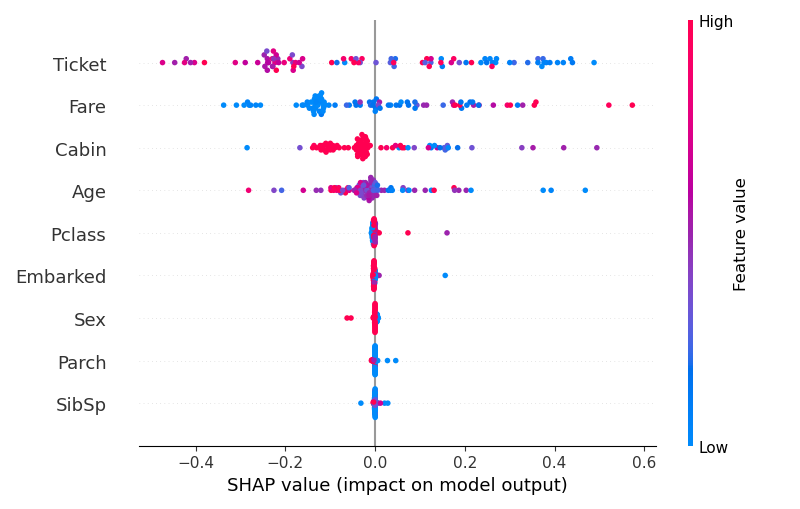 High
Ticket
Fare
Cabin
Age
Pclass
Embarked
Sex
Parch
SibSp
Feature value
Low
−0.4 −0.2 0.0 0.2 0.4 0.6
SHAP value (impact on model output)